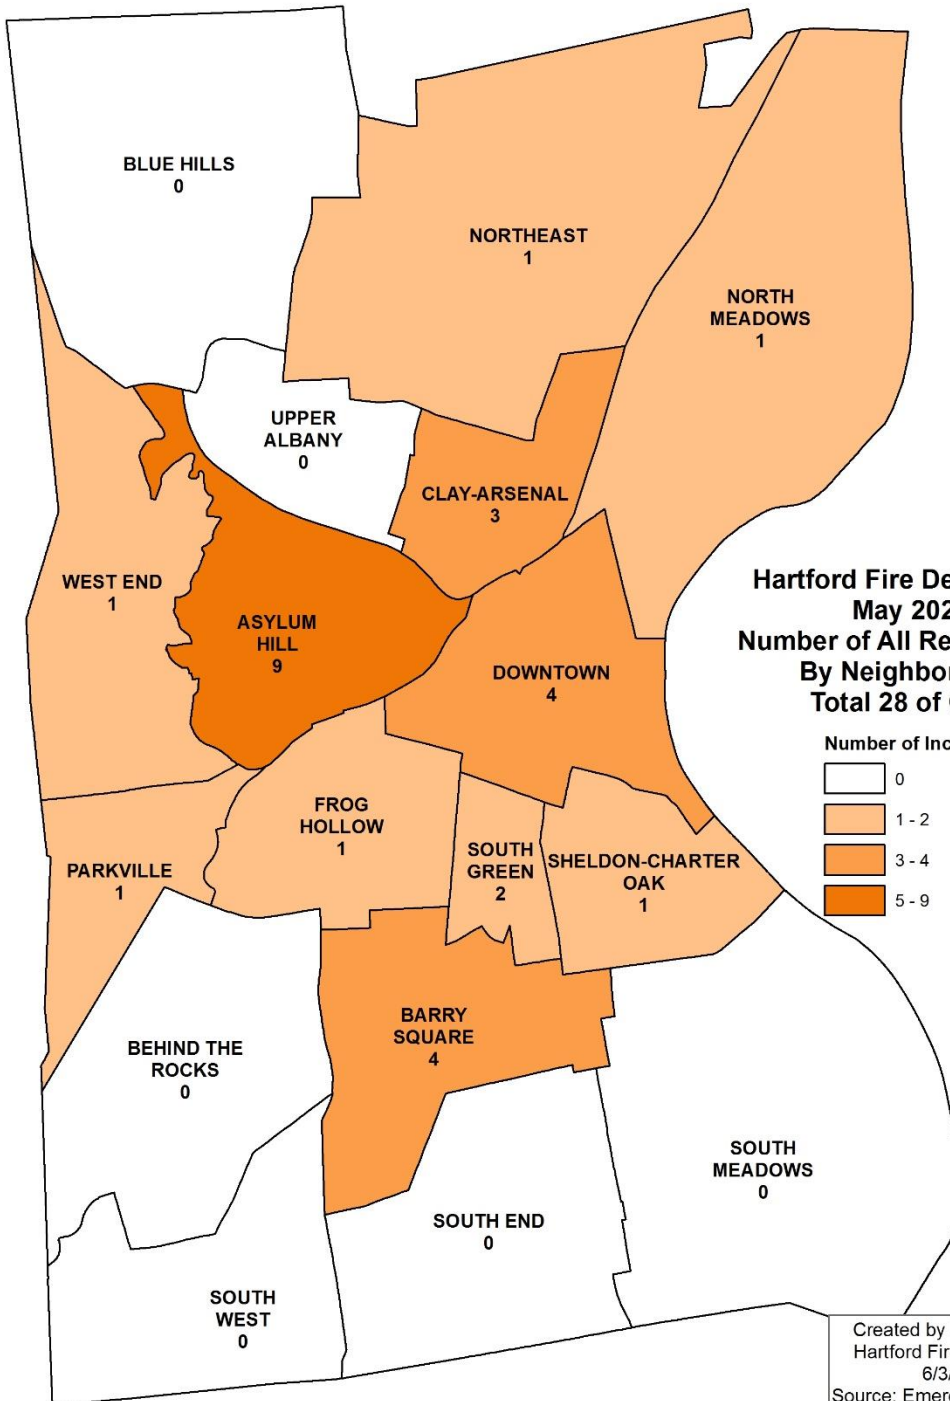 BLUE HILLS
0
NORTHEAST
1
NORTH
MEADOWS
1
UPPER
ALBANY
0
CLAY-ARSENAL
3
WEST END
1
ASYLUM
HILL
9
DOWNTOWN
4
Hartford Fire De
May 202
Number of All Re
By Neighbor
Total 28 of
Number of Inc
0
1 - 2
3 - 4
5 - 9
FROG
HOLLOW
1
SOUTH
GREEN
2
SHELDON-CHARTER
OAK
1
PARKVILLE
1
BARRY
SQUARE
4
BEHIND THE
ROCKS
0
SOUTH
MEADOWS
0
SOUTH END
0
SOUTH
WEST
0
Created by
Hartford Fir
6/3/
Source: Emer